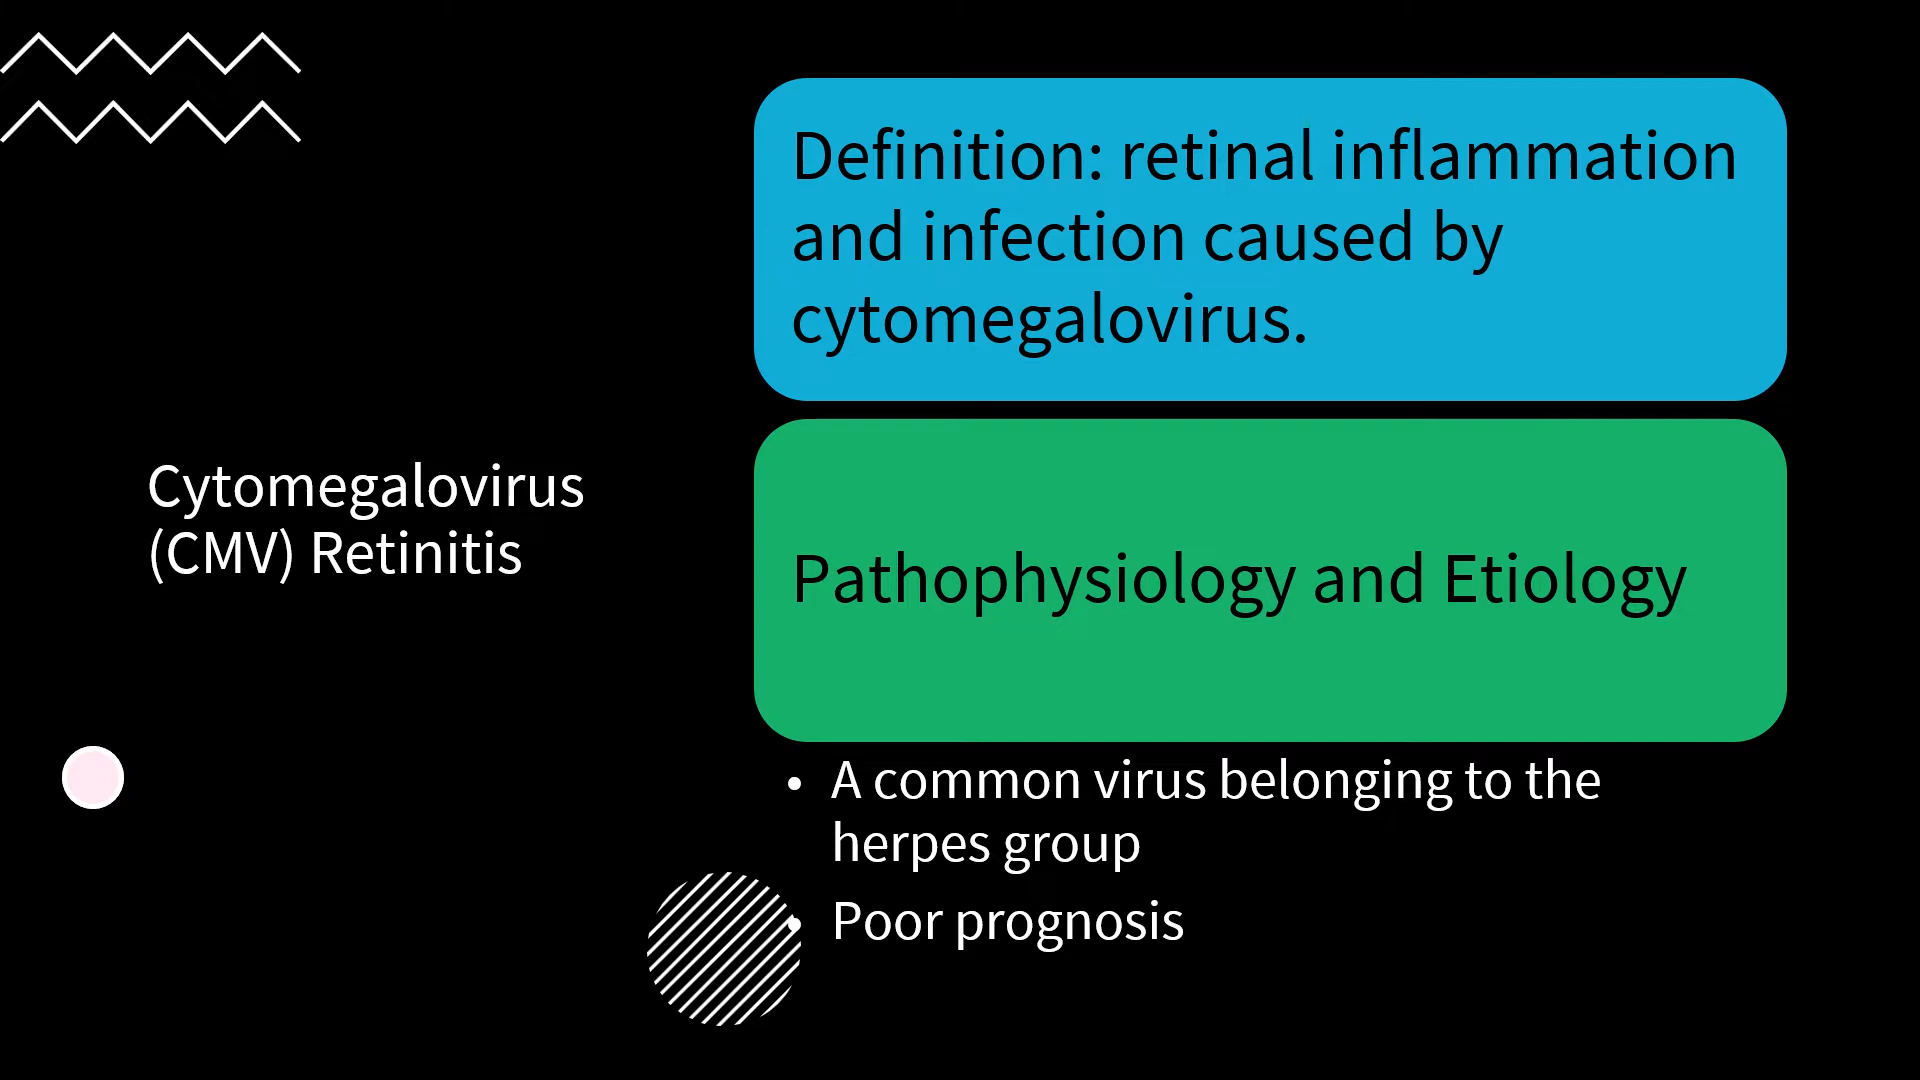 Cytomegalovirus
(CMV) Retinitis
Definition: retinal inflammation
and infection caused by
cytomegalovirus.
Pathophysiology and Etiology
• A common virus belonging to the
herpes group
• Poor prognosis